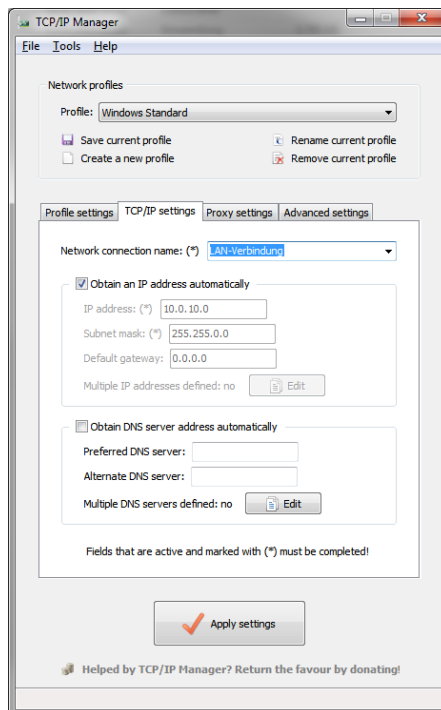 TCP/IP Manager
File Tools Help
Network profiles
Profile: Windows Standard
Save current profile Rename current profile
Create a new profile Remove current profile
Profile settings TCP/IP settings Proxy settings Advanced settings
Network connection name: (*) LAN-Verbindung
Obtain an IP address automatically
IP address: (*) 10.0.10.0
Subnet mask: (*) 255.255.0.0
Default gateway: 0.0.0.0
Multiple IP addresses defined: no Edit
Obtain DNS server address automatically
Preferred DNS server:
Alternate DNS server:
Multiple DNS servers defined: no Edit
Fields that are active and marked with (*) must be completed!
Apply settings
Helped by TCP/IP Manager? Return the favour by donating!